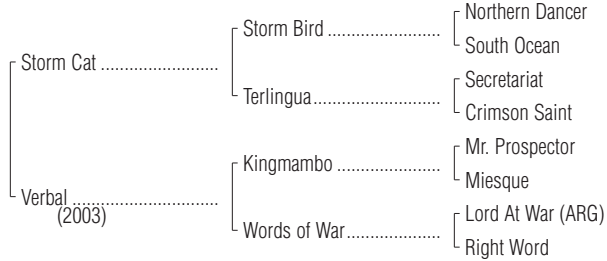 Northern Dancer
Storm Bird ......................
South Ocean
Storm Cat .......................
Secretariat
Terlingua.........................
Crimson Saint
Mr. Prospector
Kingmambo ....................
Miesque
Verbal .............................
(2003)
Lord At War (ARG)
Words of War..................
Right Word